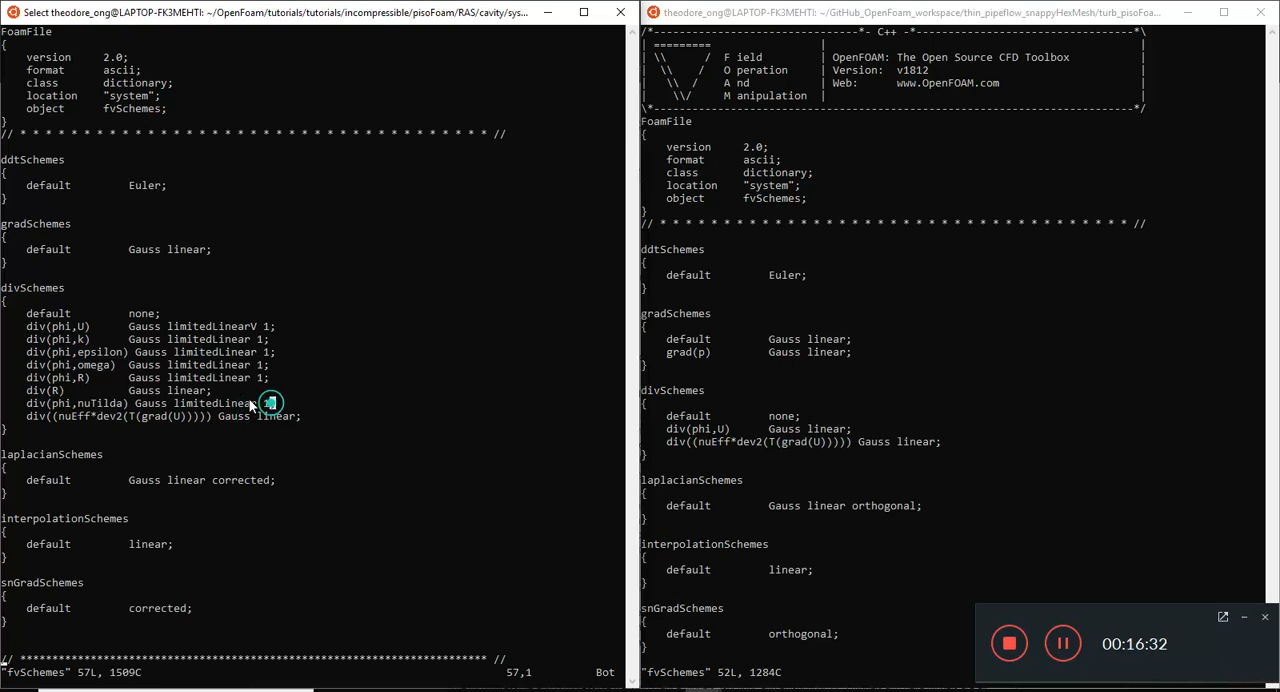 Select theodore_ong@LAPTOP-FK3MEHTI: ~/OpenFoam/tutorials/tutorials/incompressible/pisoFoam/RAS/cavity/sys...
FoamFile
{
    version     2.0;
    format      ascii;
    class       dictionary;
    location    "system";
    object      fvSchemes;
}
// * * * * * * * * * * * * * * * * * * * * * * * * * * * * * * * * * * * * * //
ddtSchemes
{
    default         Euler;
}
gradSchemes
{
    default         Gauss linear;
}
divSchemes
{
    default         none;
    div(phi,U)      Gauss limitedLinearV 1;
    div(phi,k)      Gauss limitedLinear 1;
    div(phi,epsilon) Gauss limitedLinear 1;
    div(phi,omega)  Gauss limitedLinear 1;
    div(phi,R)      Gauss limitedLinear 1;
    div(R)          Gauss linear;
    div(phi,nuTilda) Gauss limitedLinear 1;
    div((nuEff*dev2(T(grad(U))))) Gauss linear;
}
laplacianSchemes
{
    default         Gauss linear corrected;
}
interpolationSchemes
{
    default         linear;
}
snGradSchemes
{
    default         corrected;
}
// ************************************************************************* //
"fvSchemes" 57L, 1509C 57,1 Bot
theodore_ong@LAPTOP-FK3MEHTI: ~/GitHub_OpenFoam_workspace/thin_pipeflow_snappyHexMesh/turb_pisoFoa...
/*--------------------------------*- C++ -*----------------------------------*\
| =========                 |
| \\      /  F ield         | OpenFOAM: The Open Source CFD Toolbox
|  \\    /   O peration     | Version:  v1812
|   \\  /    A nd           | Web:      www.OpenFOAM.com
|    \\/     M anipulation  |
\*---------------------------------------------------------------------------*/
FoamFile
{
    version     2.0;
    format      ascii;
    class       dictionary;
    location    "system";
    object      fvSchemes;
}
// * * * * * * * * * * * * * * * * * * * * * * * * * * * * * * * * * * * * * //
ddtSchemes
{
    default         Euler;
}
gradSchemes
{
    default         Gauss linear;
    grad(p)         Gauss linear;
}
divSchemes
{
    default         none;
    div(phi,U)      Gauss linear;
    div((nuEff*dev2(T(grad(U))))) Gauss linear;
}
laplacianSchemes
{
    default         Gauss linear orthogonal;
}
interpolationSchemes
{
    default         linear;
}
snGradSchemes
{
    default         orthogonal;
}
"fvSchemes" 52L, 1284C
00:16:32